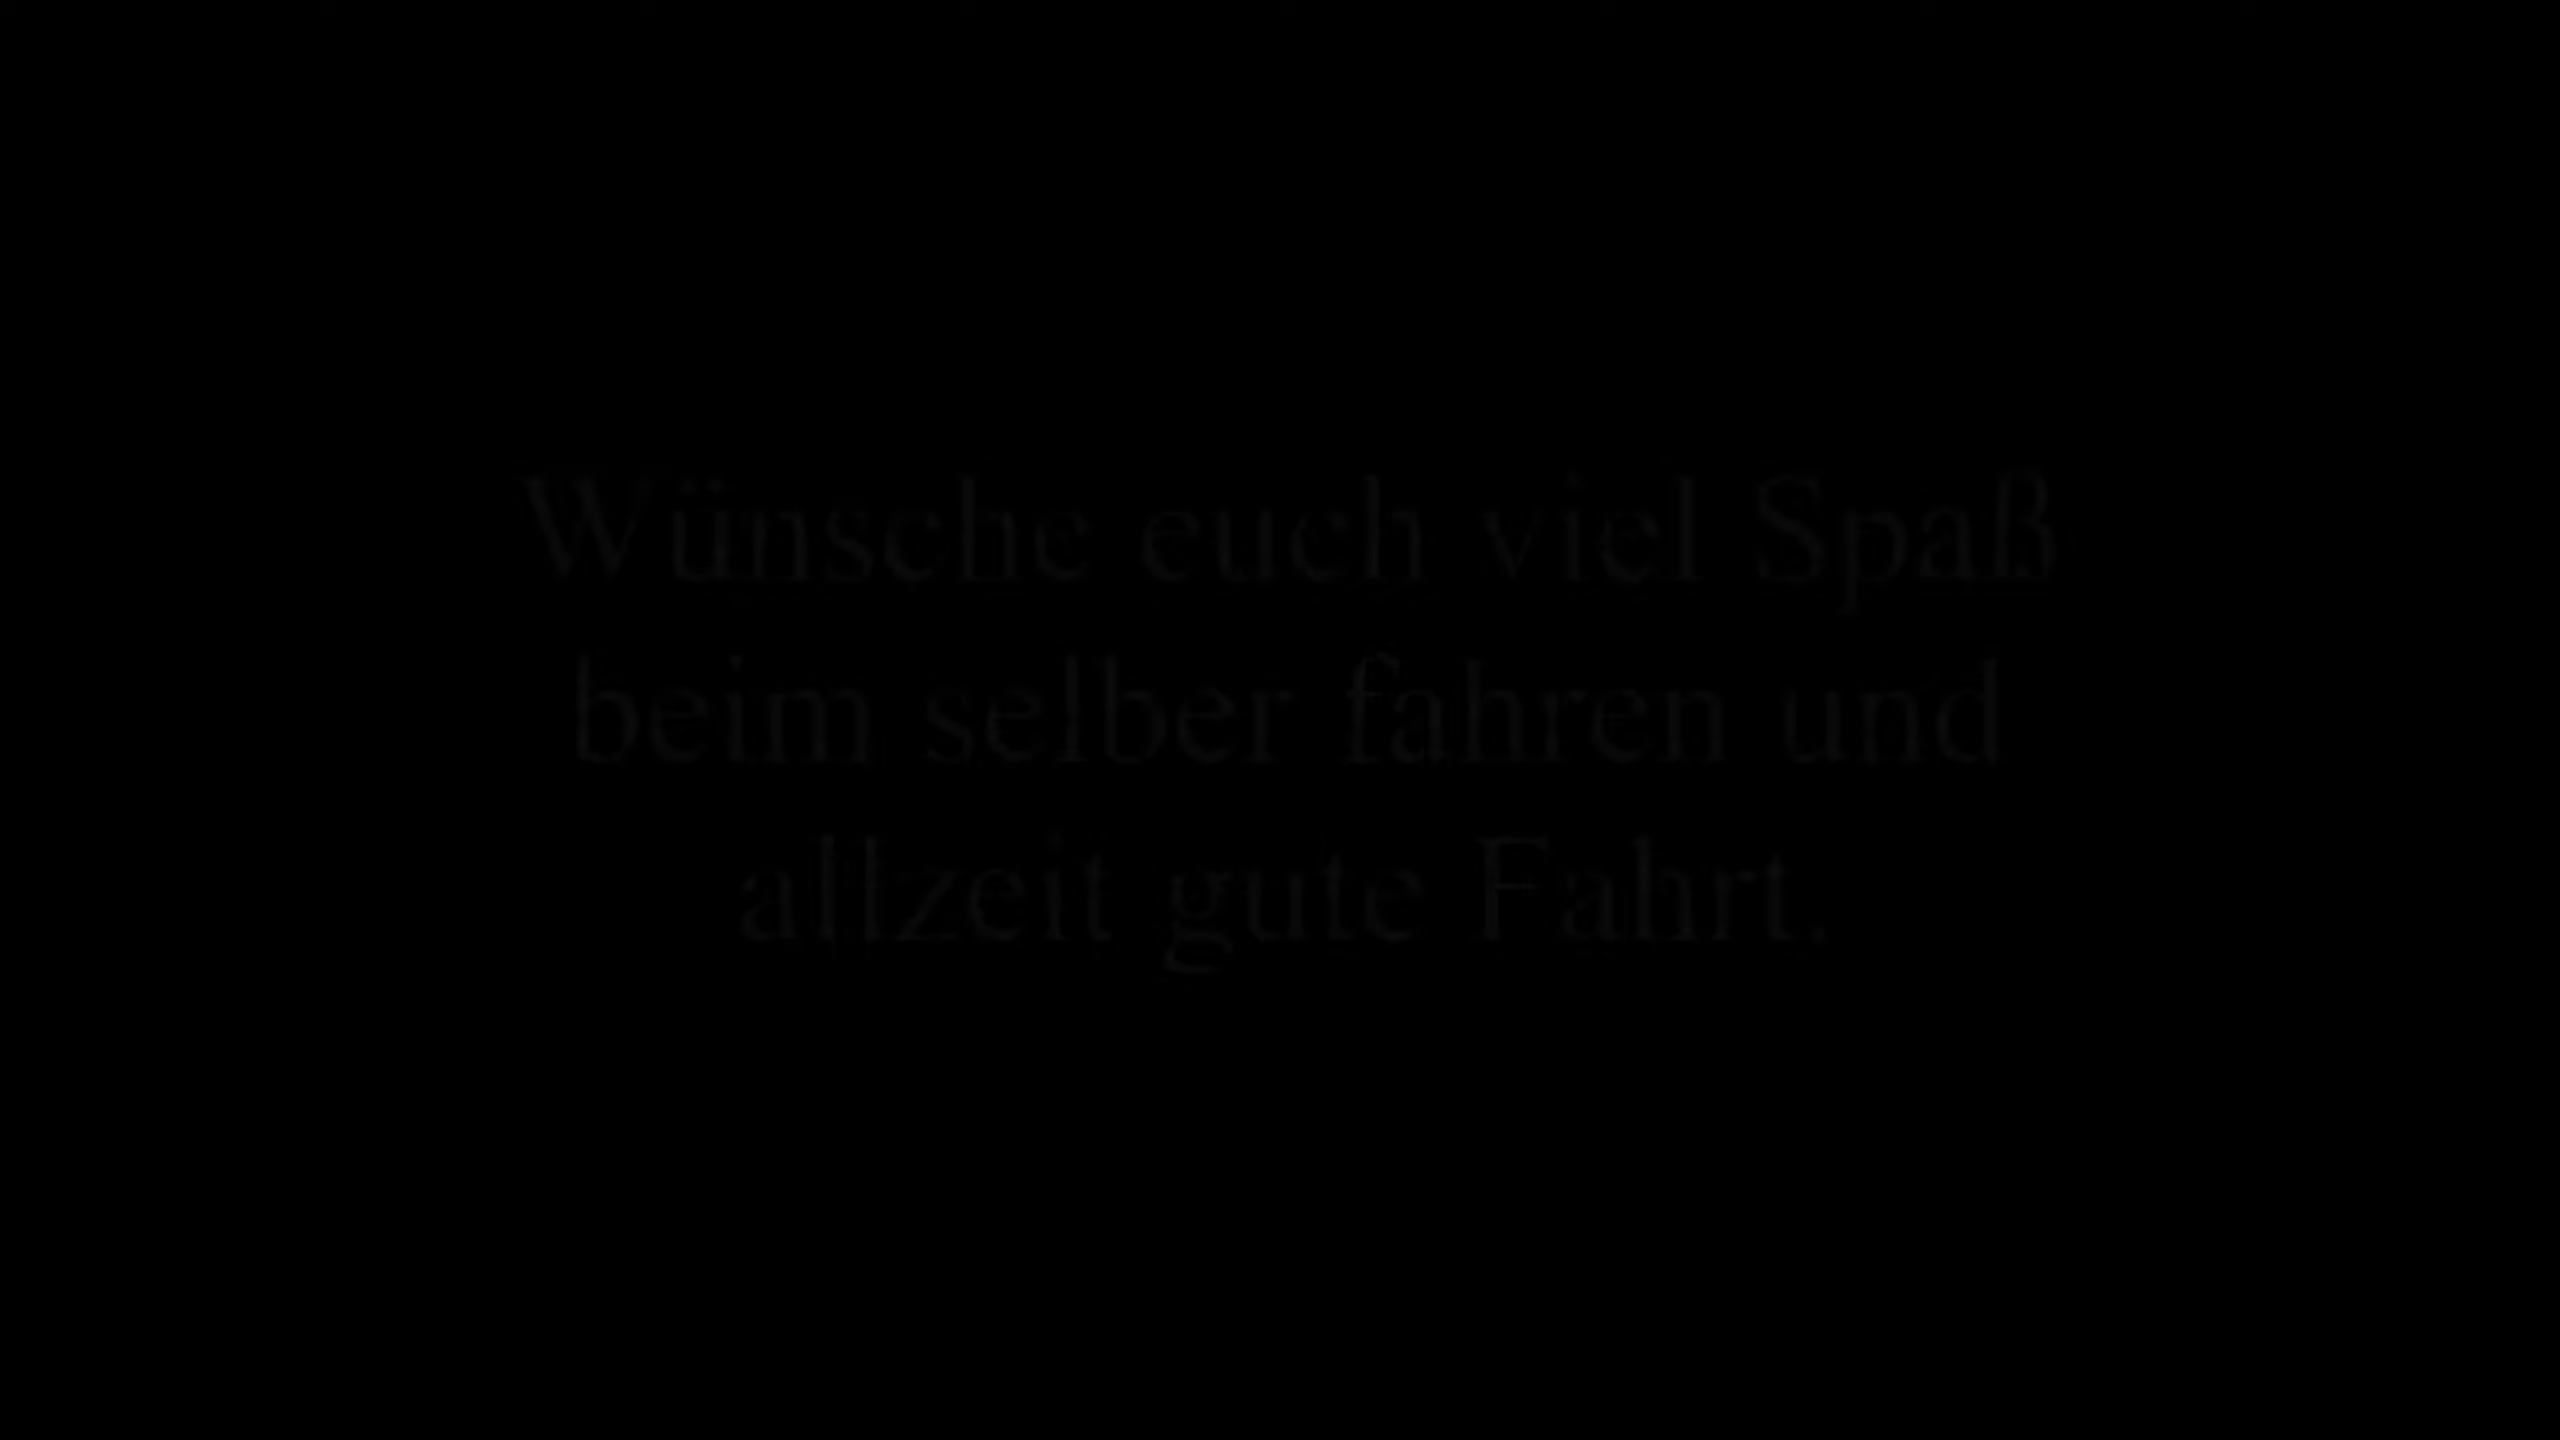 Wünsche euch viel Spaß
beim selber fahren und
allzeit gute Fahrt.